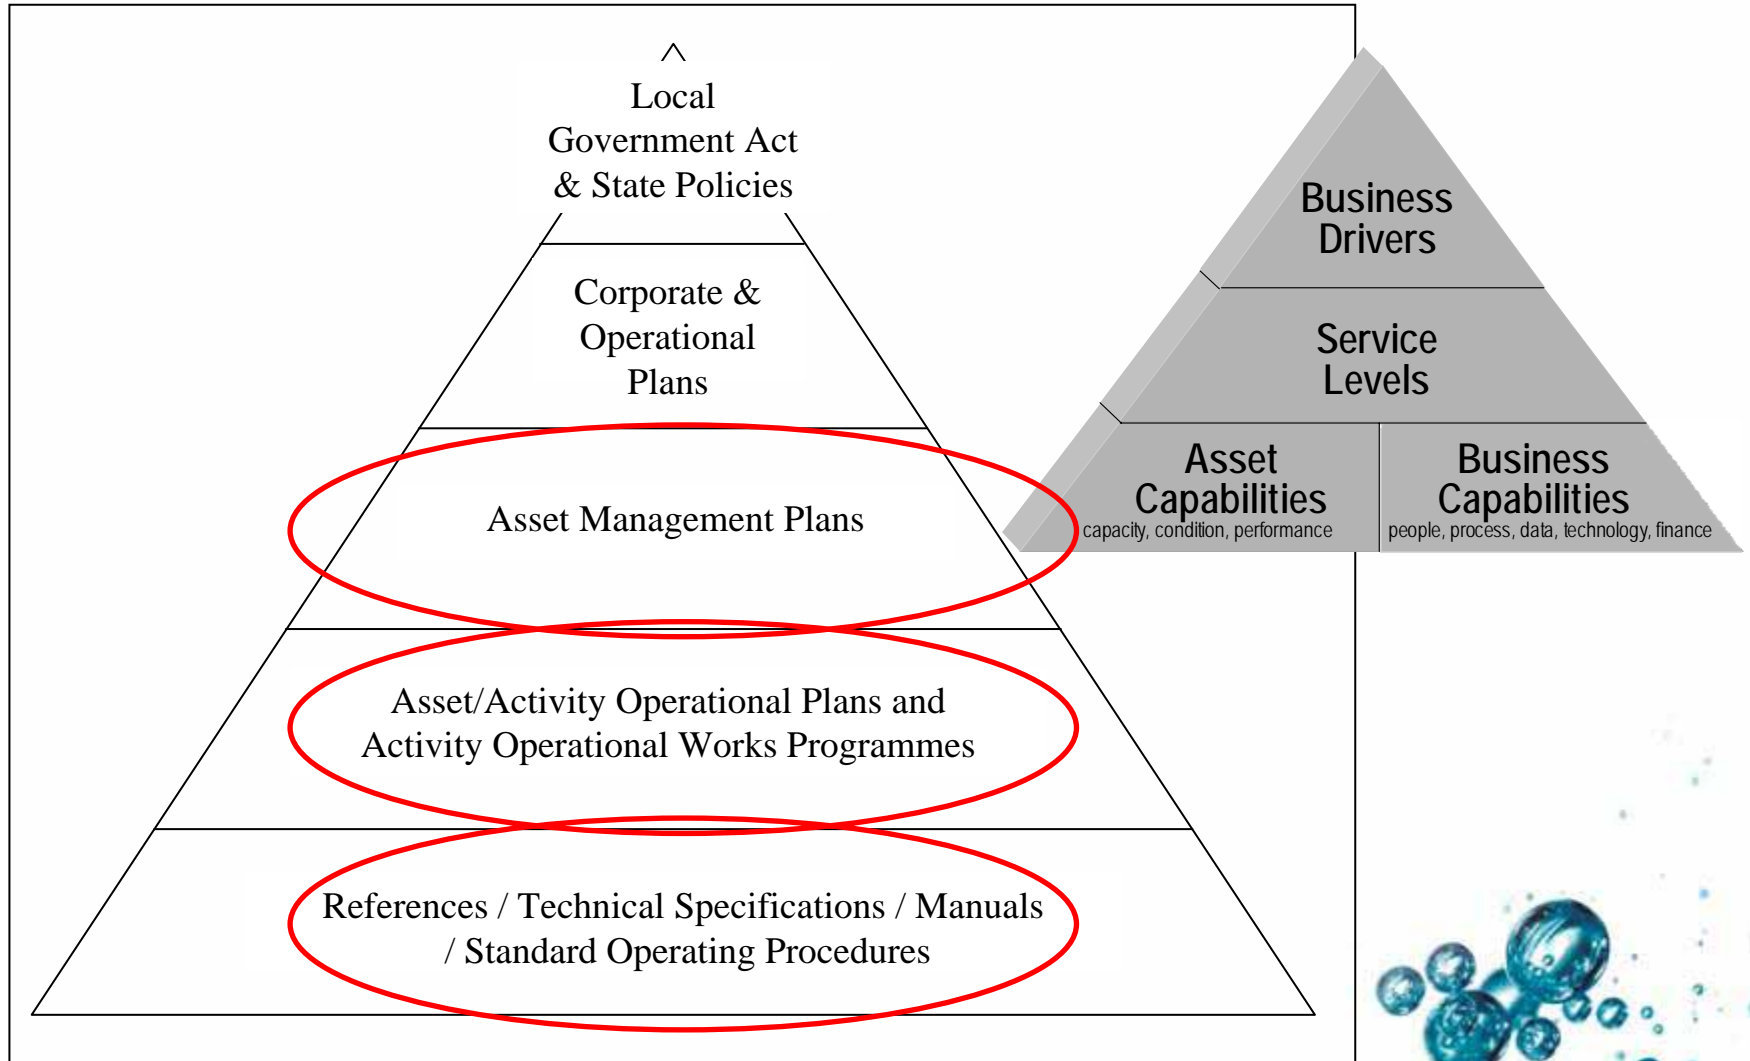 Local
Government Act
& State Policies
Corporate &
Operational
Plans
Asset Management Plans
Asset/Activity Operational Plans and
Activity Operational Works Programmes
References / Technical Specifications / Manuals
/ Standard Operating Procedures
Business
Drivers
Service
Levels
Asset
Capabilities
capacity, condition, performance
Business
Capabilities
people, process, data, technology, finance